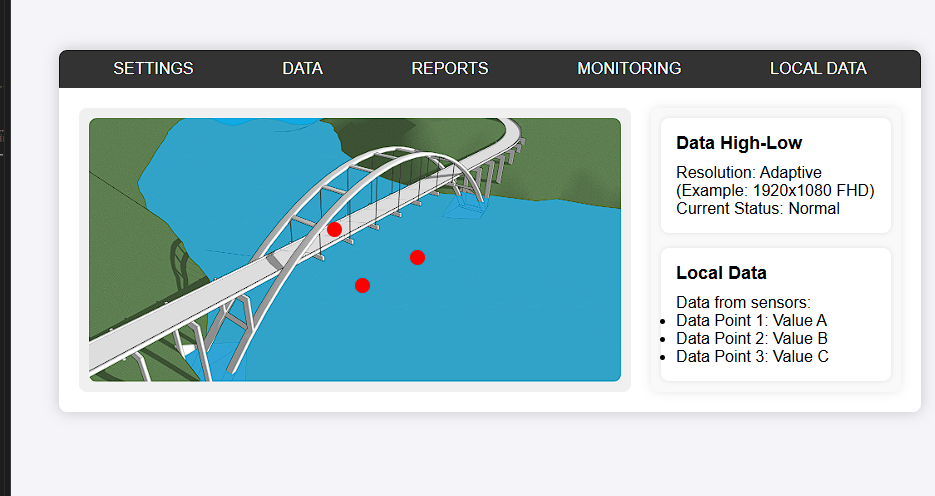 SETTINGS DATA REPORTS MONITORING LOCAL DATA
Data High-Low
Resolution: Adaptive
(Example: 1920x1080 FHD)
Current Status: Normal
Local Data
Data from sensors:
Data Point 1: Value A
Data Point 2: Value B
Data Point 3: Value C